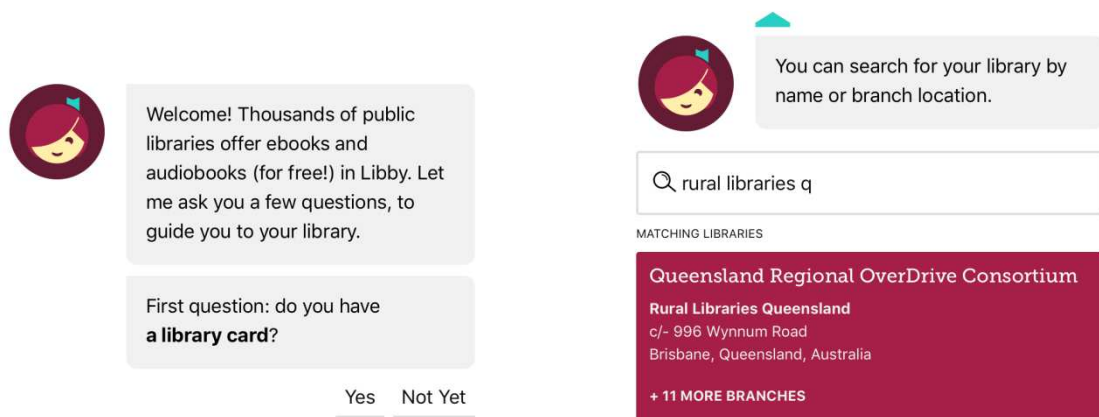 Welcome! Thousands of public
libraries offer ebooks and
audiobooks (for free!) in Libby. Let
me ask you a few questions, to
guide you to your library.
First question: do you have
a library card?
Yes Not Yet
You can search for your library by
name or branch location.
rural libraries q
MATCHING LIBRARIES
Queensland Regional OverDrive Consortium
Rural Libraries Queensland
c/- 996 Wynnum Road
Brisbane, Queensland, Australia
+ 11 MORE BRANCHES